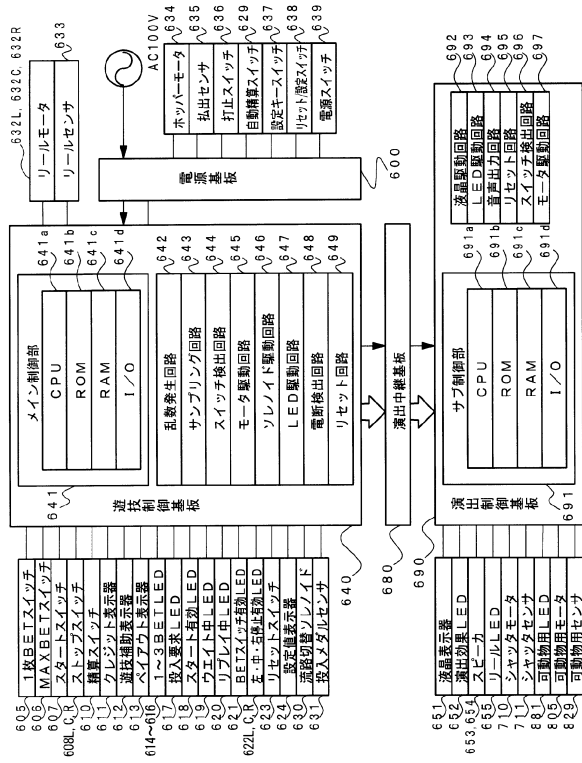 632L, 632C, 632R
リールモータ
リールセンサ
633
AC100V
ホッパーモータ 634
払出センサ 635
打止スイッチ 636
自動精算スイッチ 629
設定キースイッチ 637
リセット/設定スイッチ 638
電源スイッチ 639
電源基板
600
メイン制御部
CPU 641a
ROM 641b
RAM 641c
I/O 641d
641
乱数発生回路 642
サンプリング回路 643
スイッチ検出回路 644
モータ駆動回路 645
ソレノイド駆動回路 646
LED駆動回路 647
電断検出回路 648
リセット回路 649
遊技制御基板
640
605 1枚BETスイッチ
606 MAXBETスイッチ
607 スタートスイッチ
608L,C,R ストップスイッチ
610 精算スイッチ
611 クレジット表示器
612 遊技補助表示器
613 ペイアウト表示器
614～616 1～3BETLED
617 投入要求LED
618 スタート有効LED
619 ウエイト中LED
620 リプレイ中LED
621 BETスイッチ有効LED
622L,C,R 左・中・右停止有効LED
623 リセットスイッチ
624 設定値表示器
630 流路切替ソレノイド
631 投入メダルセンサ
演出中継基板
680
サブ制御部
CPU 691a
ROM 691b
RAM 691c
I/O 691d
691
液晶駆動回路 692
LED駆動回路 693
音声出力回路 694
リセット回路 695
スイッチ検出回路 696
モータ駆動回路 697
演出制御基板
690
651 液晶表示器
652 演出効果LED
653,654 スピーカ
655 リールLED
710 シャッタモータ
711 シャッタセンサ
881 可動物用LED
805 可動物用モータ
829 可動物用センサ